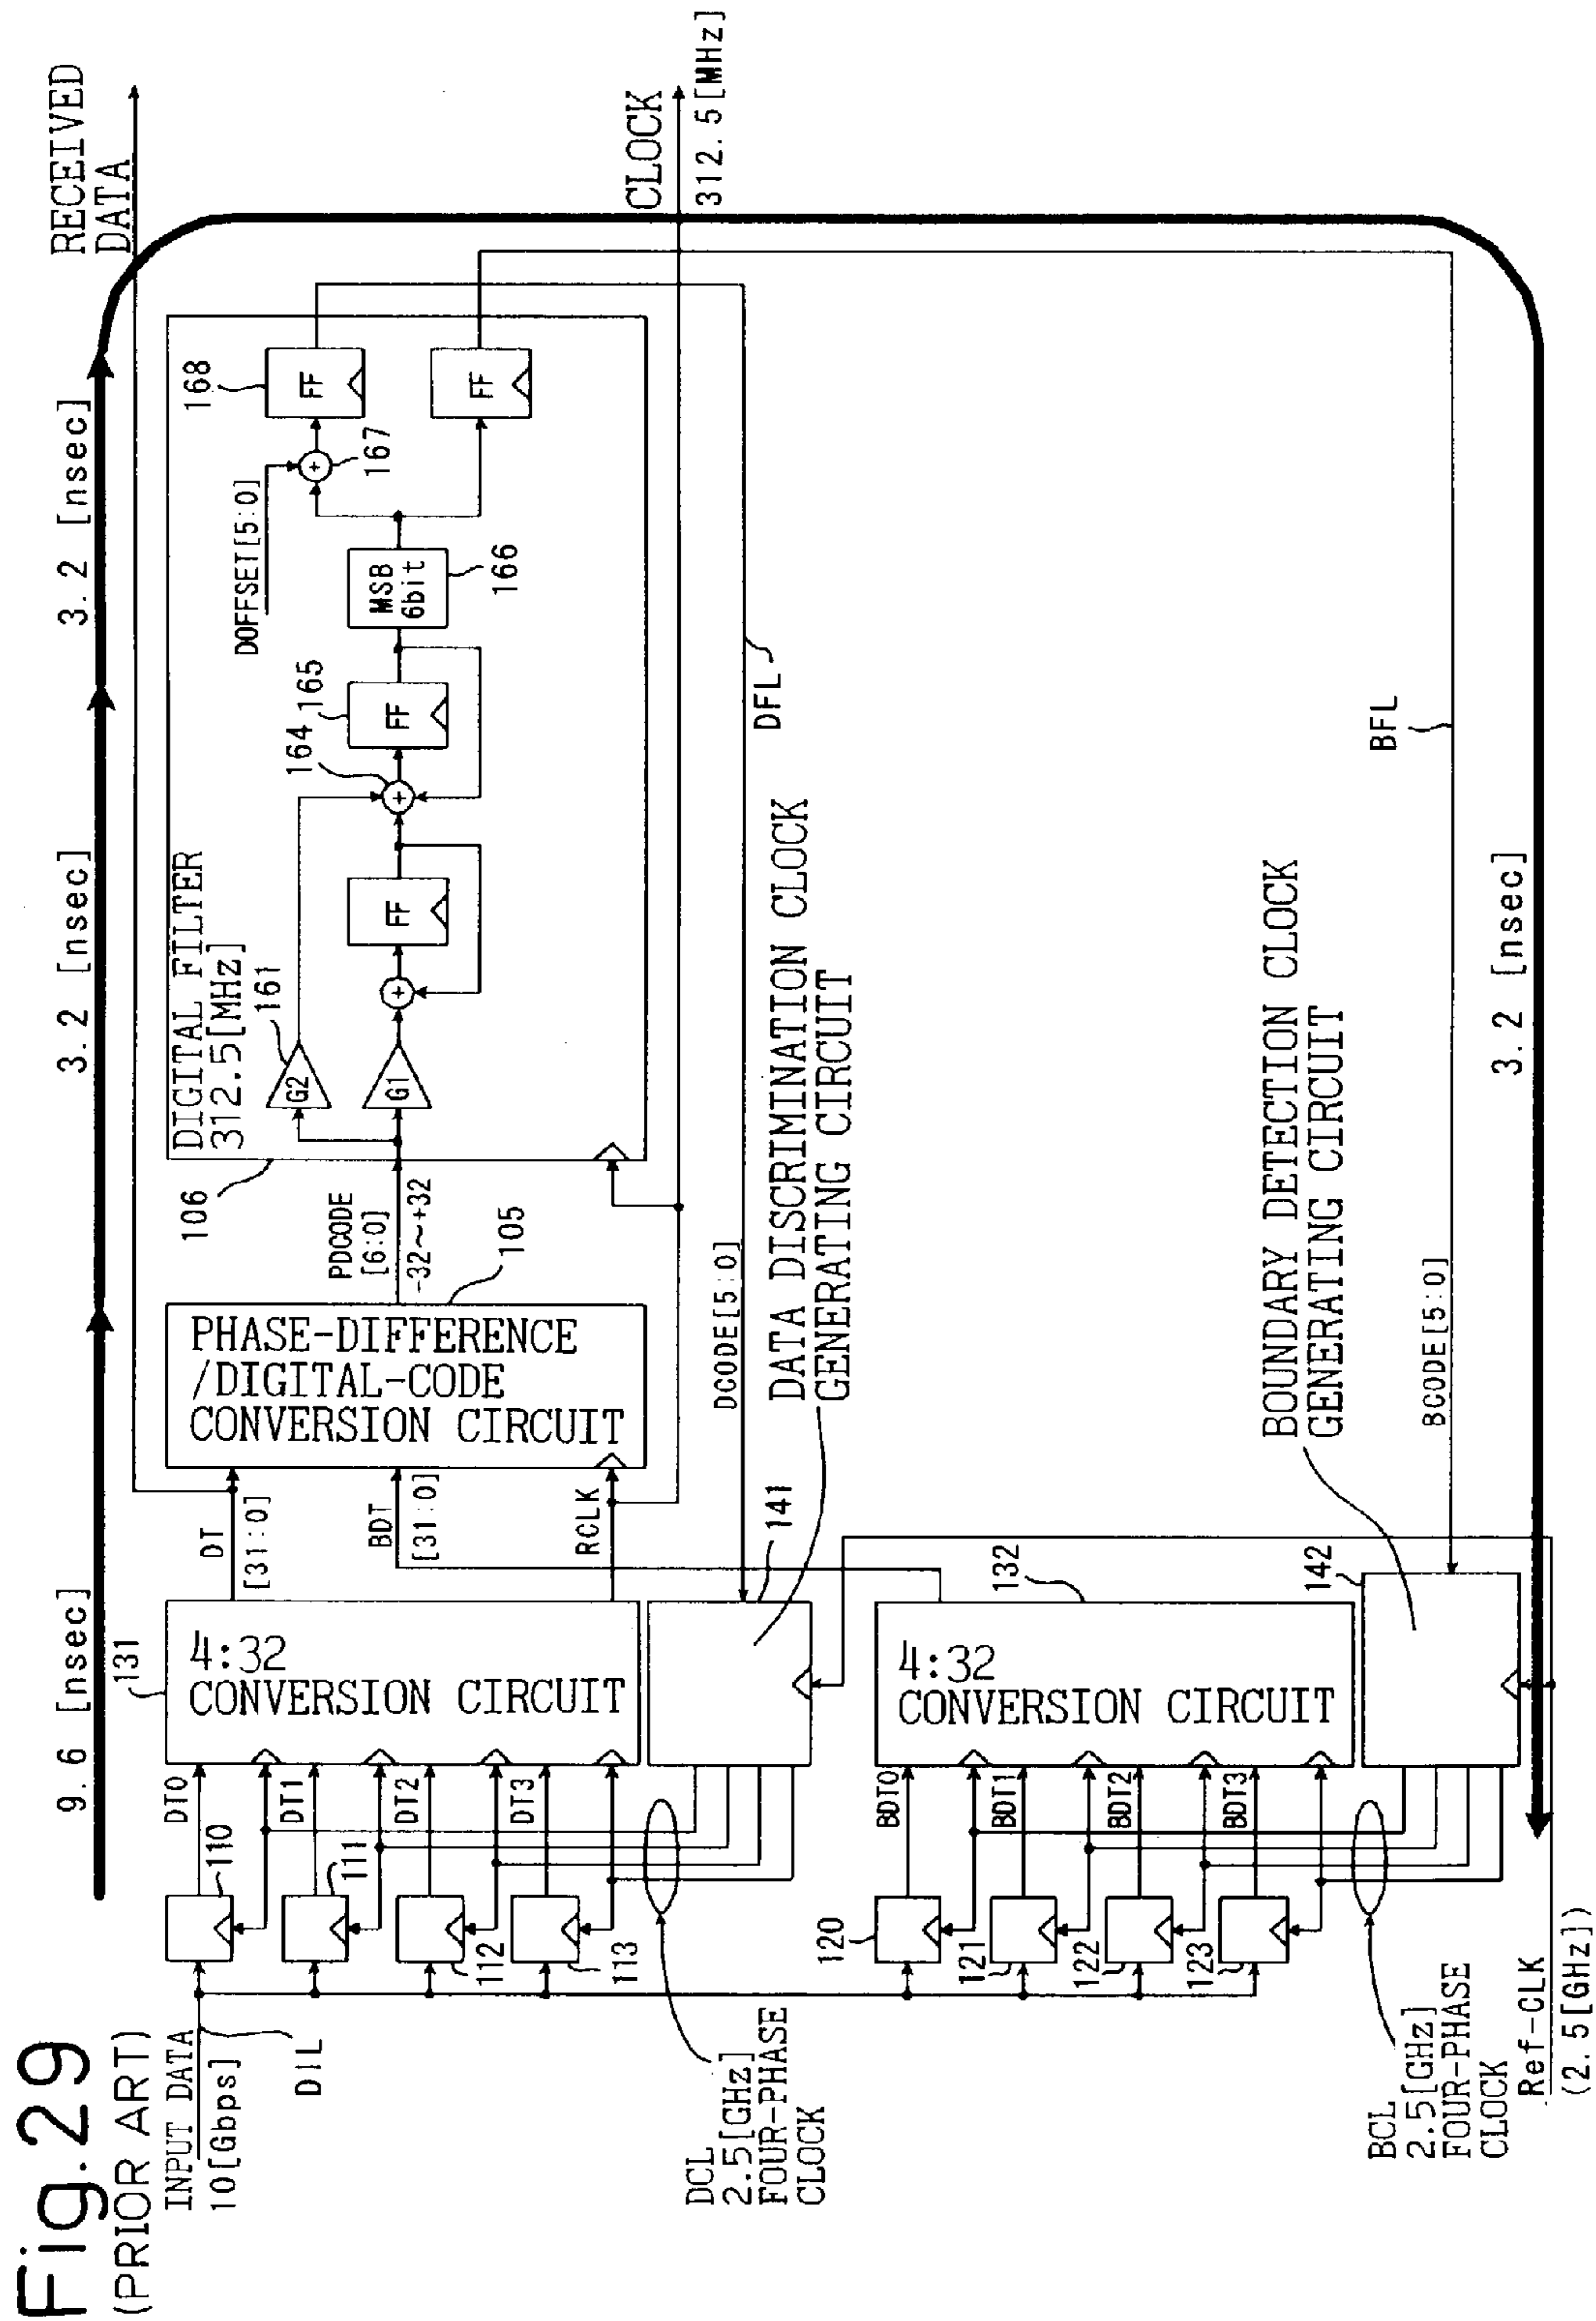 Fig.29
(PRIOR ART)
9.6 [nsec]
3.2 [nsec]
3.2 [nsec]
RECEIVED
DATA
INPUT DATA
10[Gbps]
DIL
110
111
112
113
DT0
DT1
DT2
DT3
131
4:32
CONVERSION CIRCUIT
DT
[31:0]
BDT
[31:0]
RCLK
PHASE-DIFFERENCE
/DIGITAL-CODE
CONVERSION CIRCUIT
105
PDCODE
[6:0]
-32~+32
106
DIGITAL FILTER
312.5[MHz]
161
G2
G1
FF
164
165
FF
MSB
6bit
166
DOFFSET[5:0]
167
168
FF
FF
CLOCK
312.5[MHz]
DCL
2.5[GHz]
FOUR-PHASE
CLOCK
141
DCODE[5:0]
DFL
DATA DISCRIMINATION CLOCK
GENERATING CIRCUIT
120
121
122
123
BDT0
BDT1
BDT2
BDT3
4:32
CONVERSION CIRCUIT
132
142
BOUNDARY DETECTION CLOCK
GENERATING CIRCUIT
BCODE[5:0]
BFL
BCL
2.5[GHz]
FOUR-PHASE
CLOCK
3.2 [nsec]
Ref-CLK
(2.5[GHz])